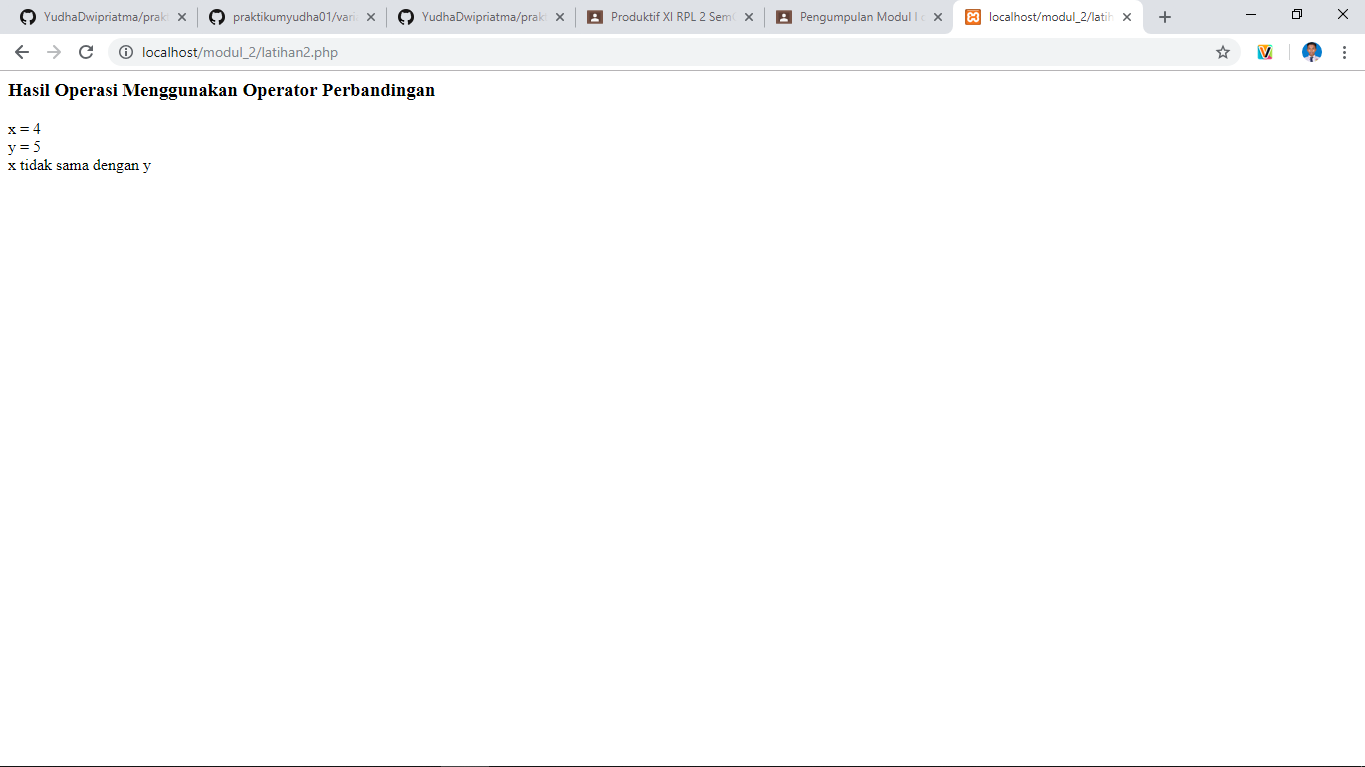 YudhaDwipriatma/prak
praktikumyudha01/vari
YudhaDwipriatma/prak
Produktif XI RPL 2 Sem
Pengumpulan Modul I
localhost/modul_2/latih
localhost/modul_2/latihan2.php
Hasil Operasi Menggunakan Operator Perbandingan
x = 4
y = 5
x tidak sama dengan y